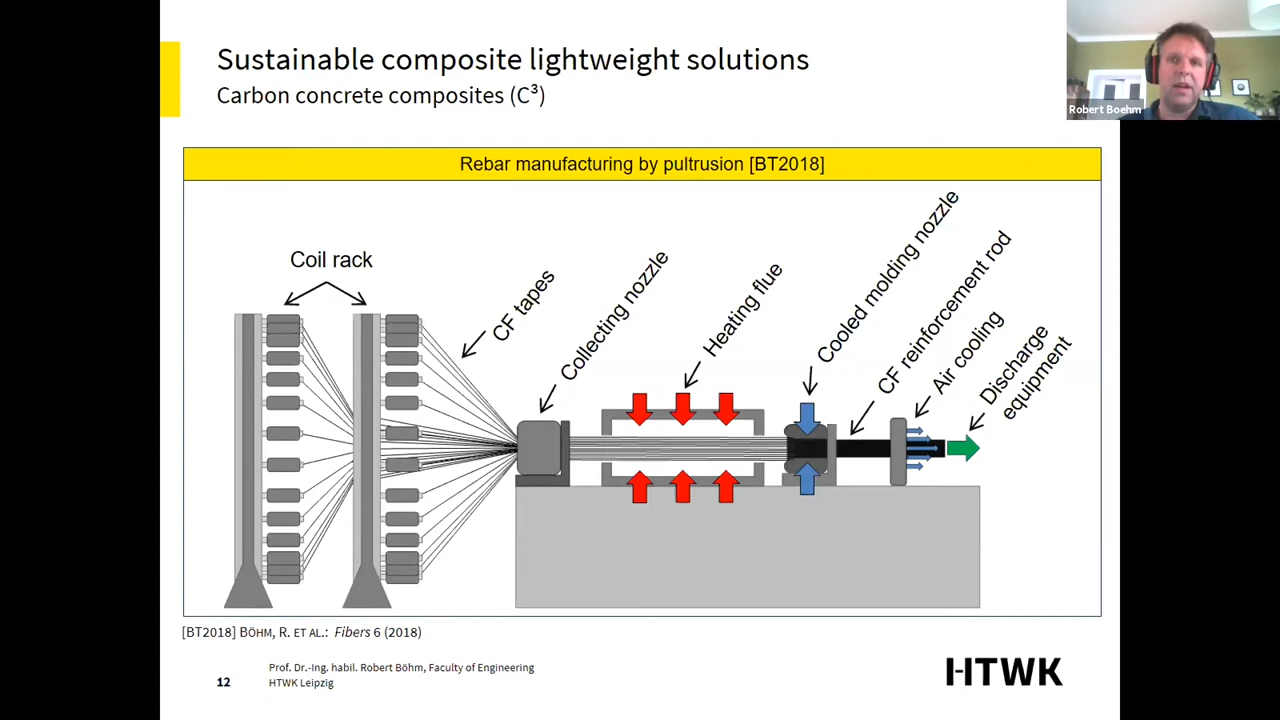 Sustainable composite lightweight solutions
Carbon concrete composites (C³)
Robert Boehm
Rebar manufacturing by pultrusion [BT2018]
Coil rack
CF tapes
Collecting nozzle
Heating flue
Cooled molding nozzle
CF reinforcement rod
Air cooling
Discharge
equipment
[BT2018] BÖHM, R. ET AL.: Fibers 6 (2018)
12
Prof. Dr.-Ing. habil. Robert Böhm, Faculty of Engineering
HTWK Leipzig
HTWK